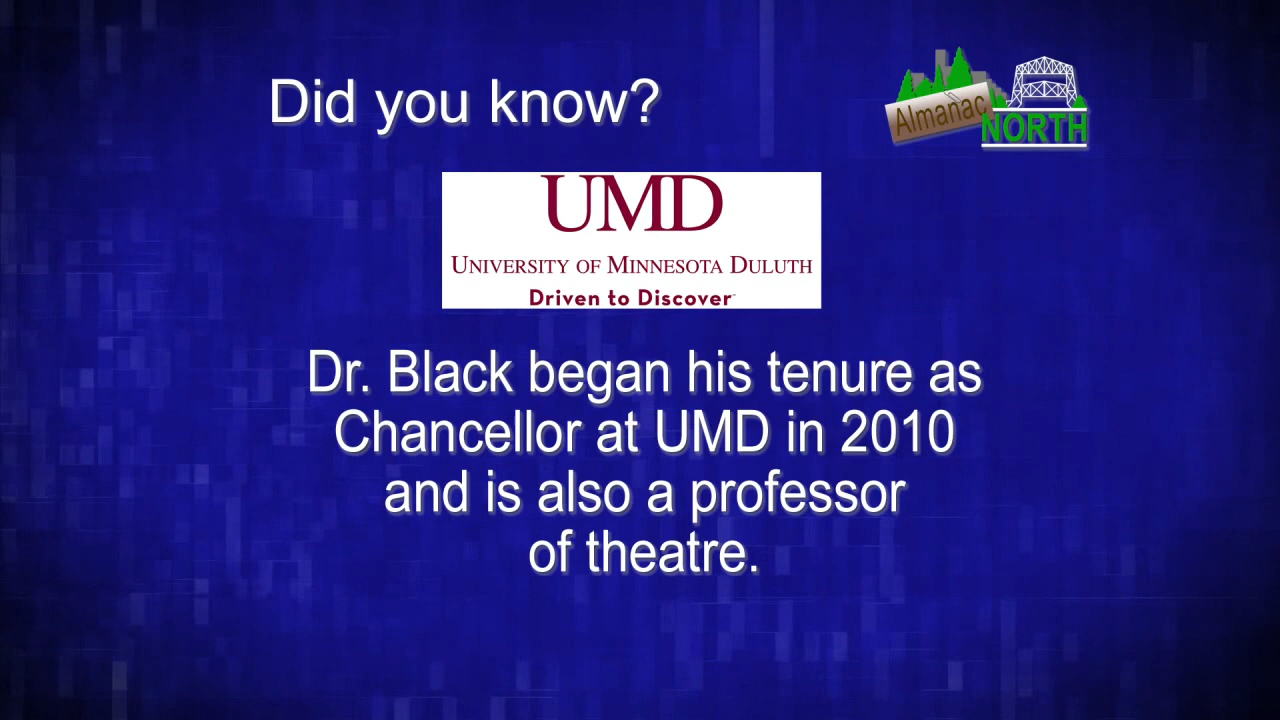 Did you know?
Almanac
NORTH
UMD
UNIVERSITY OF MINNESOTA DULUTH
Driven to Discover
Dr. Black began his tenure as
Chancellor at UMD in 2010
and is also a professor
of theatre.